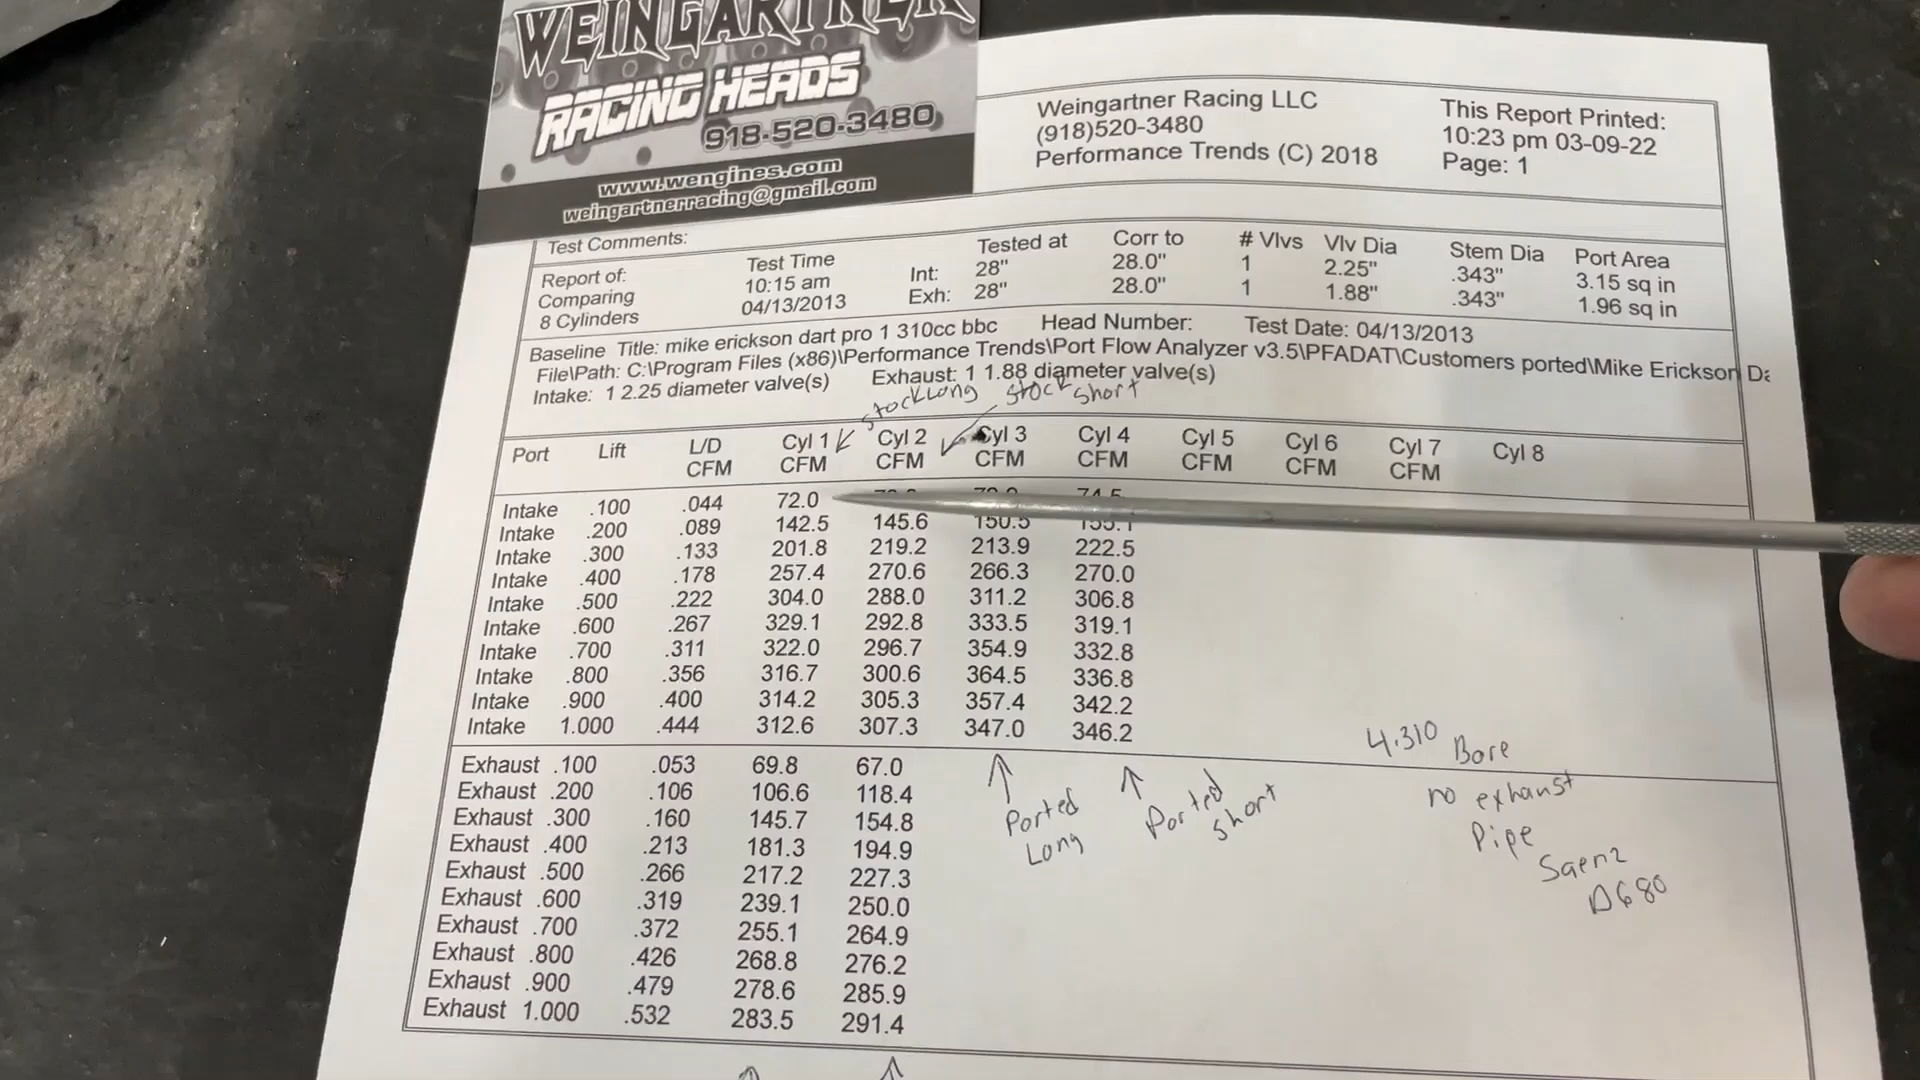 WEINGARTNER
RACING HEADS
918-520-3480
www.wengines.com
weingartnerracing@gmail.com
Weingartner Racing LLC
(918)520-3480
Performance Trends (C) 2018
This Report Printed:
10:23 pm 03-09-22
Page: 1
Test Comments:
Report of:
Comparing
8 Cylinders
Test Time
10:15 am
04/13/2013
Tested at Corr to # Vlvs Vlv Dia Stem Dia Port Area
Int: 28" 28.0" 1 2.25" .343" 3.15 sq in
Exh: 28" 28.0" 1 1.88" .343" 1.96 sq in
Baseline Title: mike erickson dart pro 1 310cc bbc Head Number: Test Date: 04/13/2013
File\Path: C:\Program Files (x86)\Performance Trends\Port Flow Analyzer v3.5\PFADAT\Customers ported\Mike Erickson
Intake: 1 2.25 diameter valve(s) Exhaust: 1 1.88 diameter valve(s)
Stock Long
Stock
short
Port Lift L/D Cyl 1 Cyl 2 Cyl 3 Cyl 4 Cyl 5 Cyl 6 Cyl 7 Cyl 8
CFM CFM CFM CFM CFM CFM CFM CFM
Intake .100 .044 72.0 74.5
Intake .200 .089 142.5 145.6 150.5 155.1
Intake .300 .133 201.8 219.2 213.9 222.5
Intake .400 .178 257.4 270.6 266.3 270.0
Intake .500 .222 304.0 288.0 311.2 306.8
Intake .600 .267 329.1 292.8 333.5 319.1
Intake .700 .311 322.0 296.7 354.9 332.8
Intake .800 .356 316.7 300.6 364.5 336.8
Intake .900 .400 314.2 305.3 357.4 342.2
Intake 1.000 .444 312.6 307.3 347.0 346.2
Exhaust .100 .053 69.8 67.0
Exhaust .200 .106 106.6 118.4
Exhaust .300 .160 145.7 154.8
Exhaust .400 .213 181.3 194.9
Exhaust .500 .266 217.2 227.3
Exhaust .600 .319 239.1 250.0
Exhaust .700 .372 255.1 264.9
Exhaust .800 .426 268.8 276.2
Exhaust .900 .479 278.6 285.9
Exhaust 1.000 .532 283.5 291.4
Ported
Long
Ported
short
4.310 Bore
no exhaust
Pipe
Saenz
D680